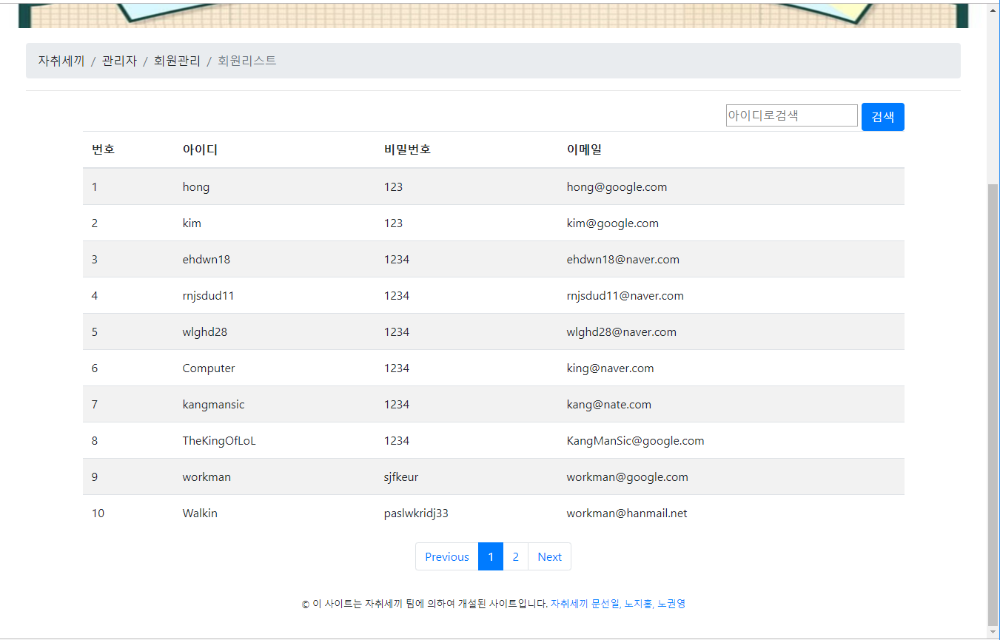 자취세끼 / 관리자 / 회원관리 / 회원리스트
아이디로검색 검색
번호 아이디 비밀번호 이메일
1 hong 123 hong@google.com
2 kim 123 kim@google.com
3 ehdwn18 1234 ehdwn18@naver.com
4 rnjsdud11 1234 rnjsdud11@naver.com
5 wlghd28 1234 wlghd28@naver.com
6 Computer 1234 king@naver.com
7 kangmansic 1234 kang@nate.com
8 TheKingOfLoL 1234 KangManSic@google.com
9 workman sjfkeur workman@google.com
10 Walkin paslwkridj33 workman@hanmail.net
Previous 1 2 Next
© 이 사이트는 자취세끼 팀에 의하여 개설된 사이트입니다. 자취세끼 문선일, 노지홍, 노권영